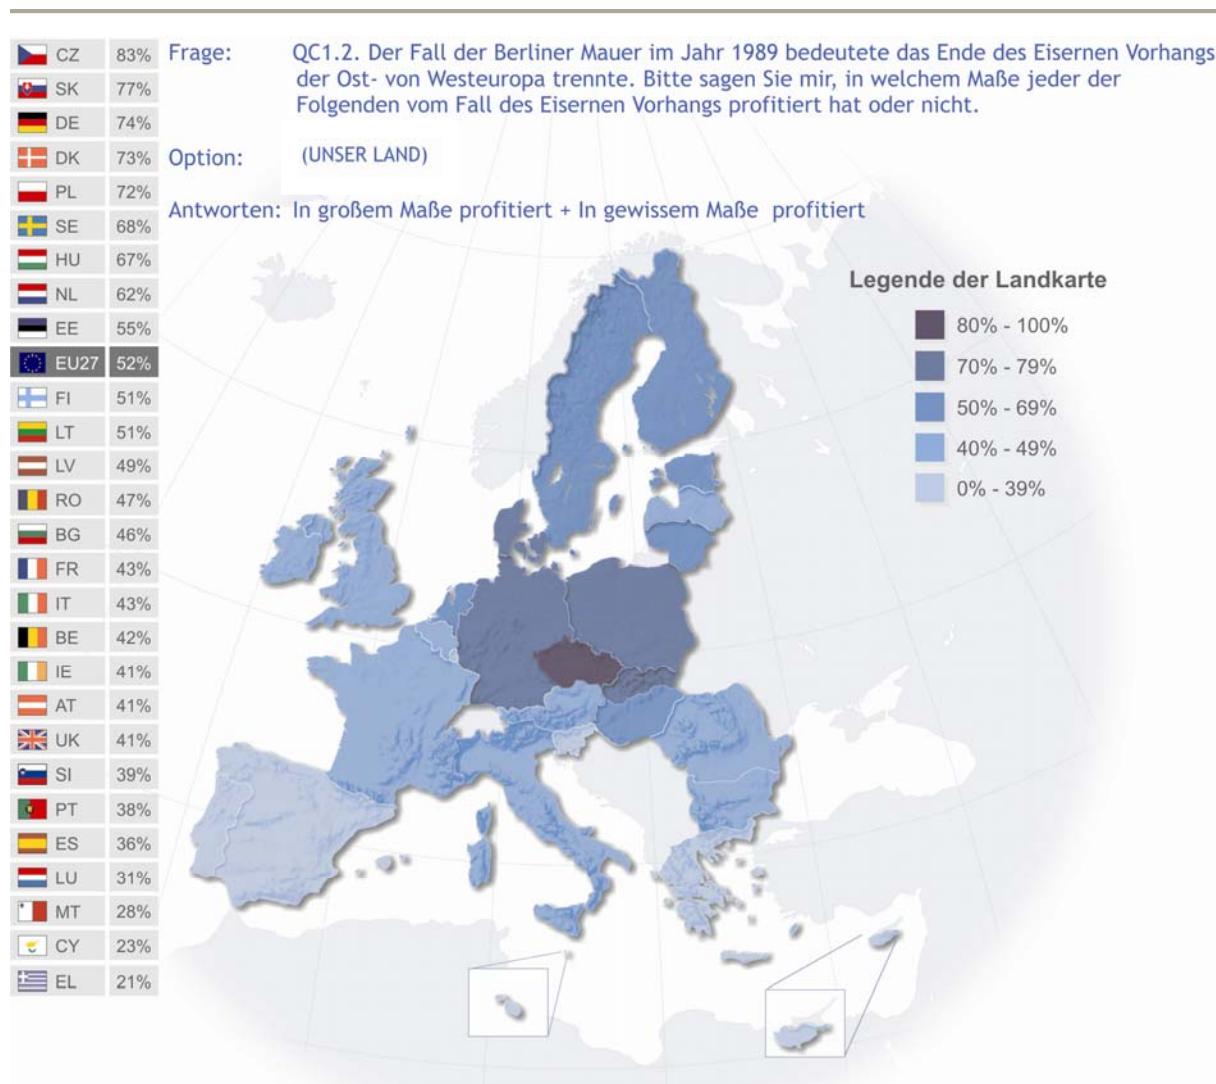 Frage: QC1.2. Der Fall der Berliner Mauer im Jahr 1989 bedeutete das Ende des Eisernen Vorhangs
der Ost- von Westeuropa trennte. Bitte sagen Sie mir, in welchem Maße jeder der
Folgenden vom Fall des Eisernen Vorhangs profitiert hat oder nicht.
Option: (UNSER LAND)
Antworten: In großem Maße profitiert + In gewissem Maße profitiert
CZ 83%
SK 77%
DE 74%
DK 73%
PL 72%
SE 68%
HU 67%
NL 62%
EE 55%
EU27 52%
FI 51%
LT 51%
LV 49%
RO 47%
BG 46%
FR 43%
IT 43%
BE 42%
IE 41%
AT 41%
UK 41%
SI 39%
PT 38%
ES 36%
LU 31%
MT 28%
CY 23%
EL 21%
Legende der Landkarte
80% - 100%
70% - 79%
50% - 69%
40% - 49%
0% - 39%